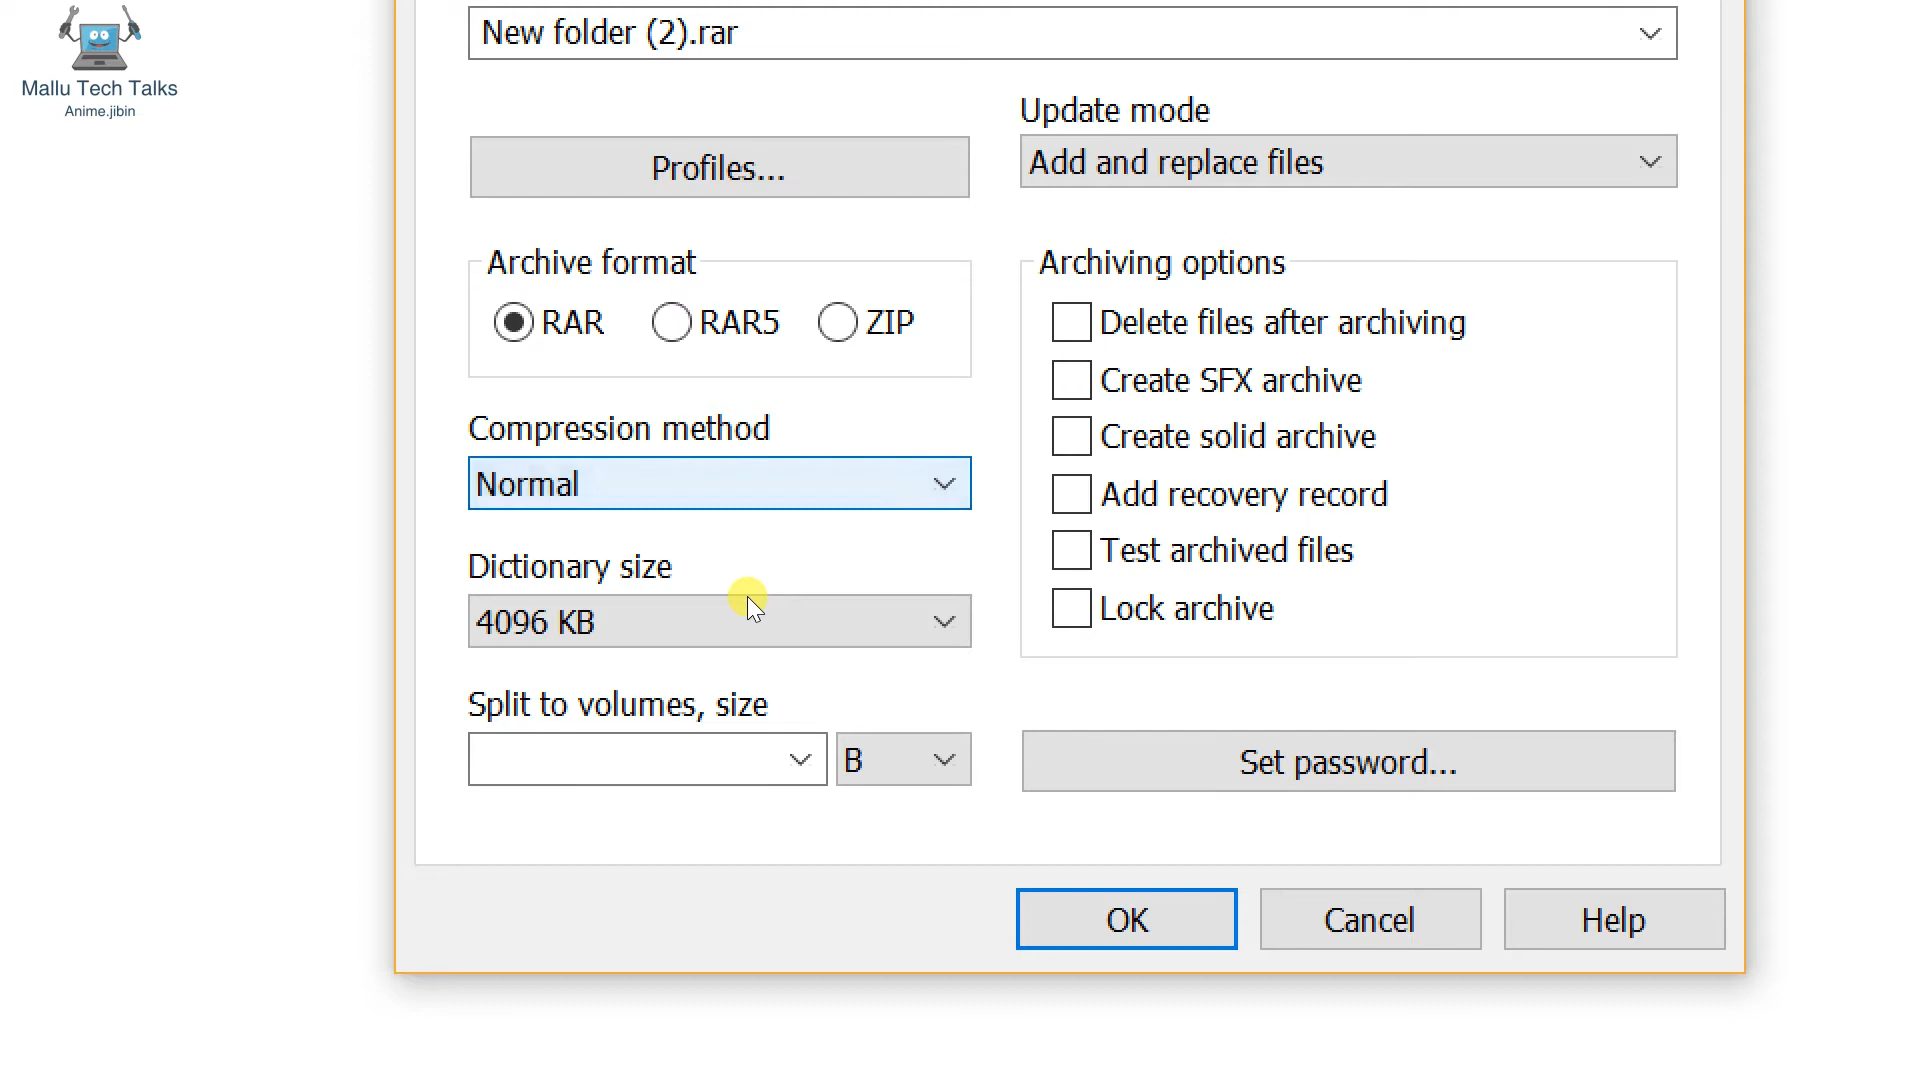 Mallu Tech Talks
Anime.jibin
New folder (2).rar
Update mode
Profiles...
Add and replace files
Archive format
RAR RAR5 ZIP
Archiving options
Delete files after archiving
Create SFX archive
Create solid archive
Add recovery record
Test archived files
Lock archive
Compression method
Normal
Dictionary size
4096 KB
Split to volumes, size
B
Set password...
OK Cancel Help